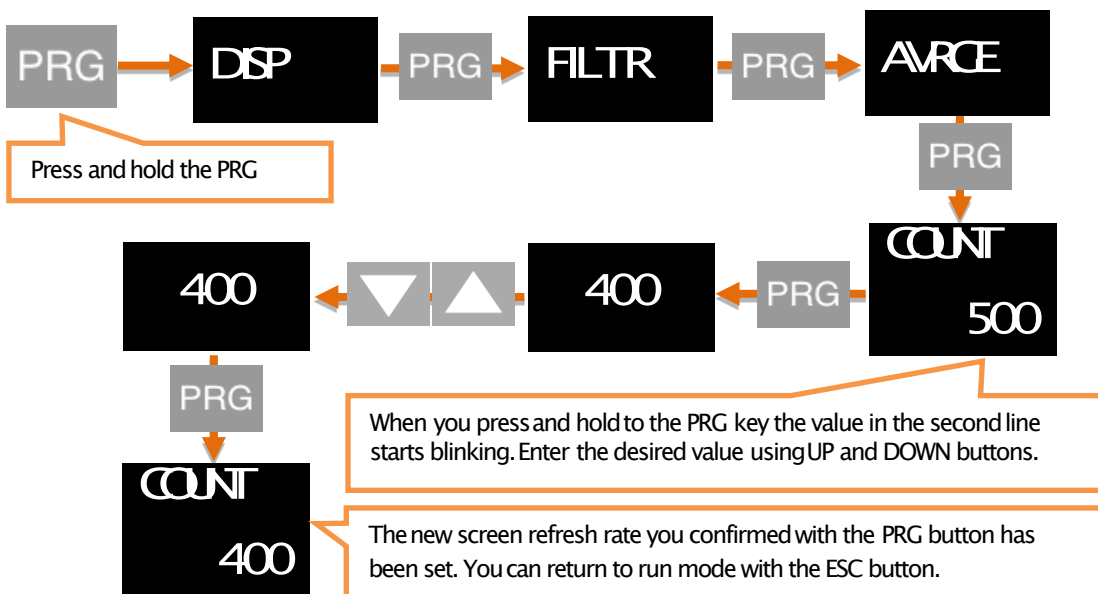 PRG
DISP
PRG
FILTR
PRG
AVRGE
Press and hold the PRG
PRG
COUNT
500
PRG
400
400
When you press and hold to the PRG key the value in the second line
starts blinking. Enter the desired value using UP and DOWN buttons.
PRG
COUNT
400
The new screen refresh rate you confirmed with the PRG button has
been set. You can return to run mode with the ESC button.